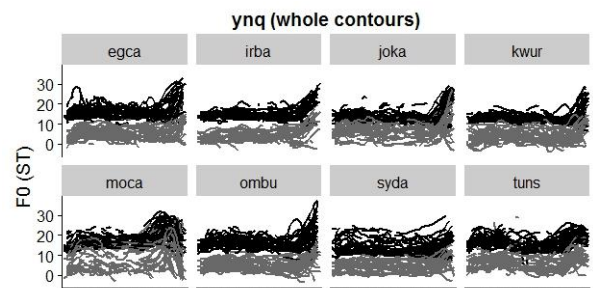 ynq (whole contours)
egca irba joka kwur
30
20
10
0
F0 (ST)
moca ombu syda tuns
30
20
10
0